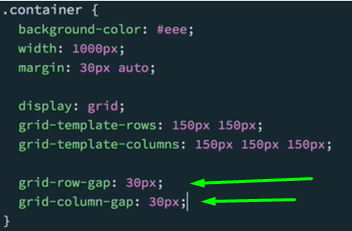 .container {
background-color: #eee;
width: 1000px;
margin: 30px auto;
display: grid;
grid-template-rows: 150px 150px;
grid-template-columns: 150px 150px 150px;
grid-row-gap: 30px;
grid-column-gap: 30px;
}